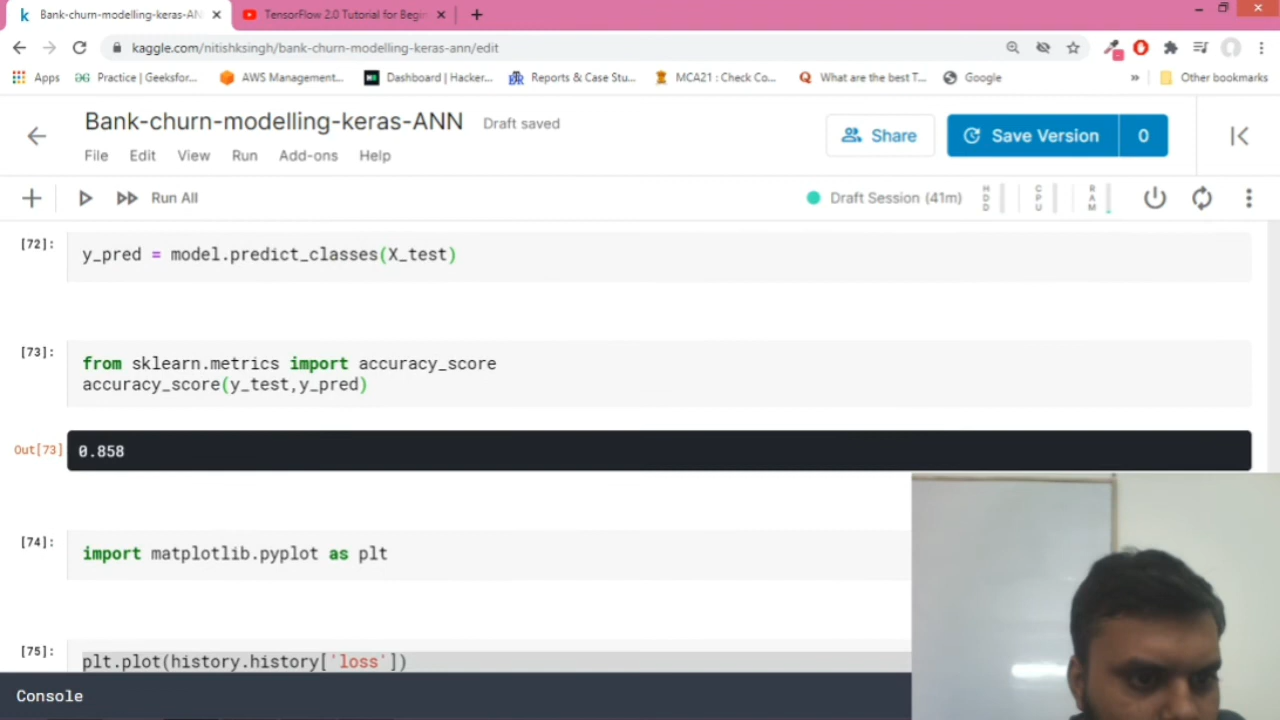 Bank-churn-modelling-keras-AN
TensorFlow 2.0 Tutorial for Begin
kaggle.com/nitishksingh/bank-churn-modelling-keras-ann/edit
Apps
Practice | Geeksfor...
AWS Management...
Dashboard | Hacker...
Reports & Case Stu...
MCA21 : Check Co...
What are the best T...
Google
»
Other bookmarks
Bank-churn-modelling-keras-ANN
Draft saved
Share
Save Version
0
File
Edit
View
Run
Add-ons
Help
Run All
Draft Session (41m)
HDD
CPU
RAM
[72]:
y_pred = model.predict_classes(X_test)
[73]:
from sklearn.metrics import accuracy_score
accuracy_score(y_test,y_pred)
Out[73]
0.858
[74]:
import matplotlib.pyplot as plt
[75]:
plt.plot(history.history['loss'])
Console